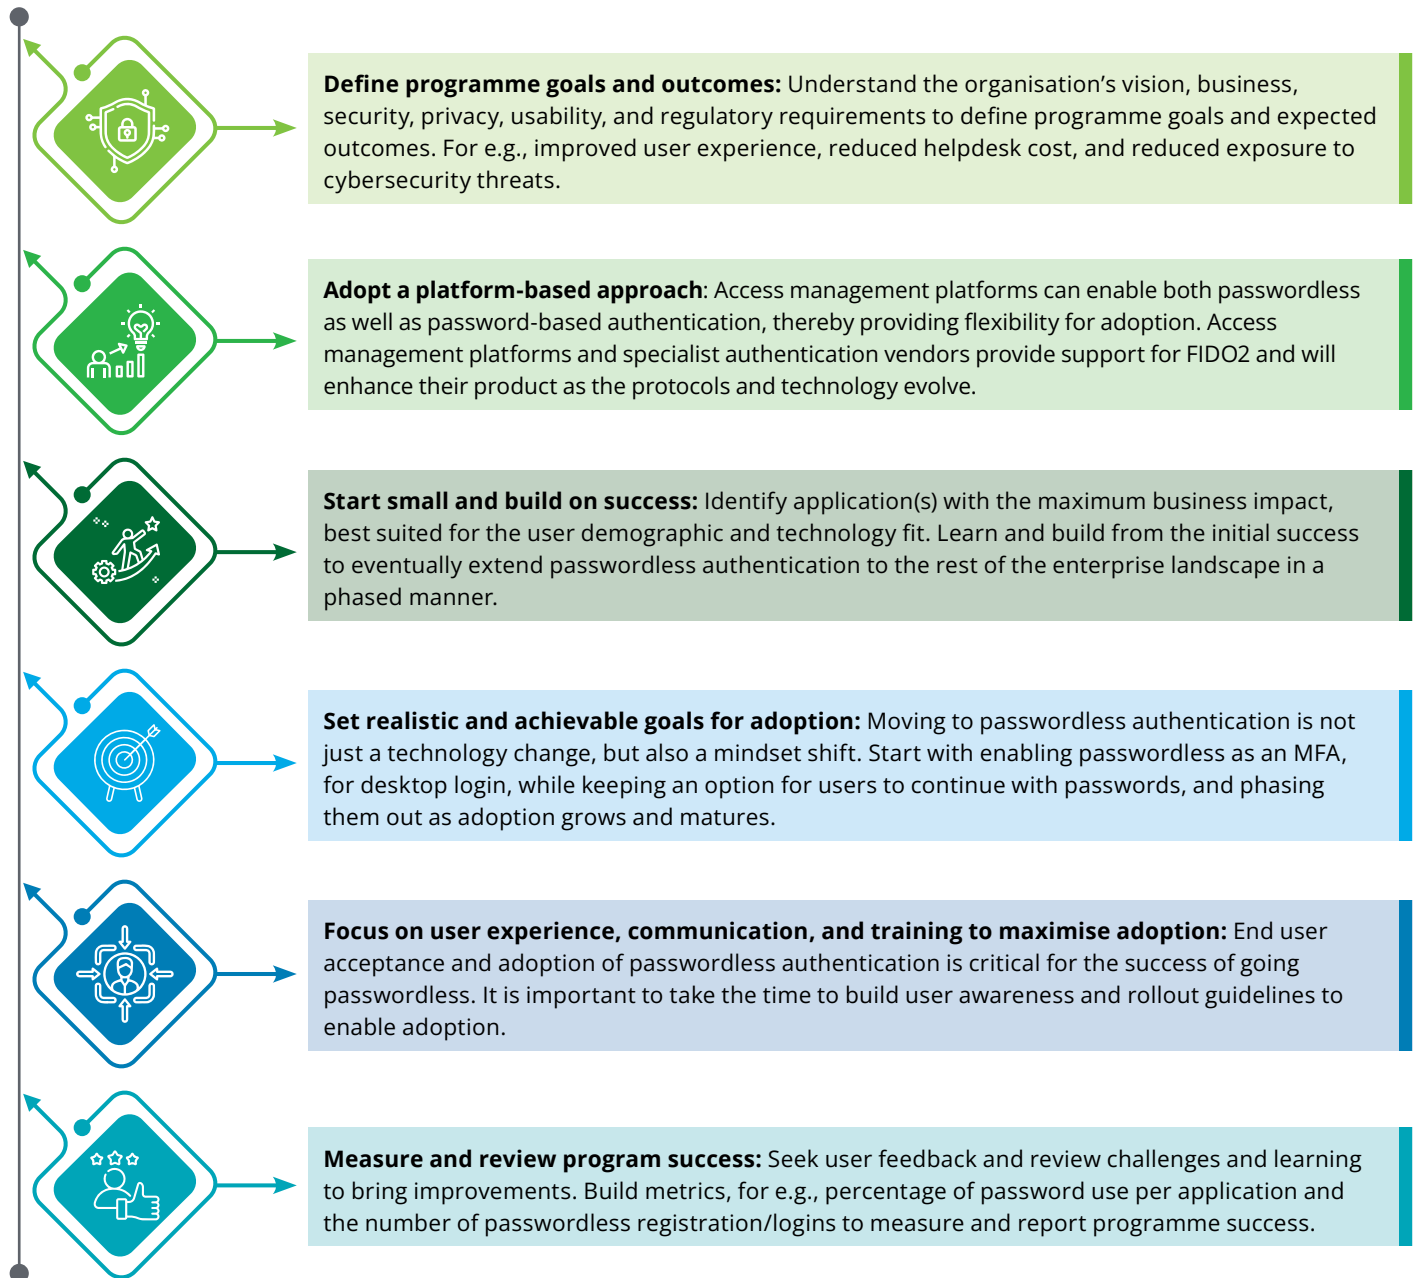 Define programme goals and outcomes: Understand the organisation’s vision, business,
security, privacy, usability, and regulatory requirements to define programme goals and expected
outcomes. For e.g., improved user experience, reduced helpdesk cost, and reduced exposure to
cybersecurity threats.
Adopt a platform-based approach: Access management platforms can enable both passwordless
as well as password-based authentication, thereby providing flexibility for adoption. Access
management platforms and specialist authentication vendors provide support for FIDO2 and will
enhance their product as the protocols and technology evolve.
Start small and build on success: Identify application(s) with the maximum business impact,
best suited for the user demographic and technology fit. Learn and build from the initial success
to eventually extend passwordless authentication to the rest of the enterprise landscape in a
phased manner.
Set realistic and achievable goals for adoption: Moving to passwordless authentication is not
just a technology change, but also a mindset shift. Start with enabling passwordless as an MFA,
for desktop login, while keeping an option for users to continue with passwords, and phasing
them out as adoption grows and matures.
Focus on user experience, communication, and training to maximise adoption: End user
acceptance and adoption of passwordless authentication is critical for the success of going
passwordless. It is important to take the time to build user awareness and rollout guidelines to
enable adoption.
Measure and review program success: Seek user feedback and review challenges and learning
to bring improvements. Build metrics, for e.g., percentage of password use per application and
the number of passwordless registration/logins to measure and report programme success.